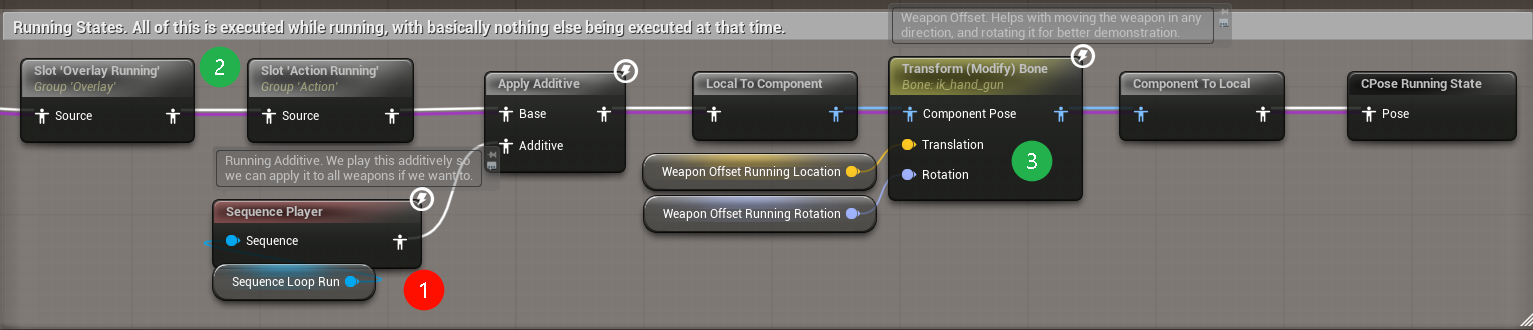 Weapon Offset. Helps with moving the weapon in any
direction, and rotating it for better demonstration.
Running States. All of this is executed while running, with basically nothing else being executed at that time.
Slot 'Overlay Running'
Group 'Overlay'
Source
2
Slot 'Action Running'
Group 'Action'
Source
Apply Additive
Base
Additive
Local To Component
Transform (Modify) Bone
Bone: ik_hand_gun
Component Pose
Translation
Rotation
3
Component To Local
CPose Running State
Pose
Running Additive. We play this additively so
we can apply it to all weapons if we want to.
Weapon Offset Running Location
Weapon Offset Running Rotation
Sequence Player
Sequence
Sequence Loop Run
1